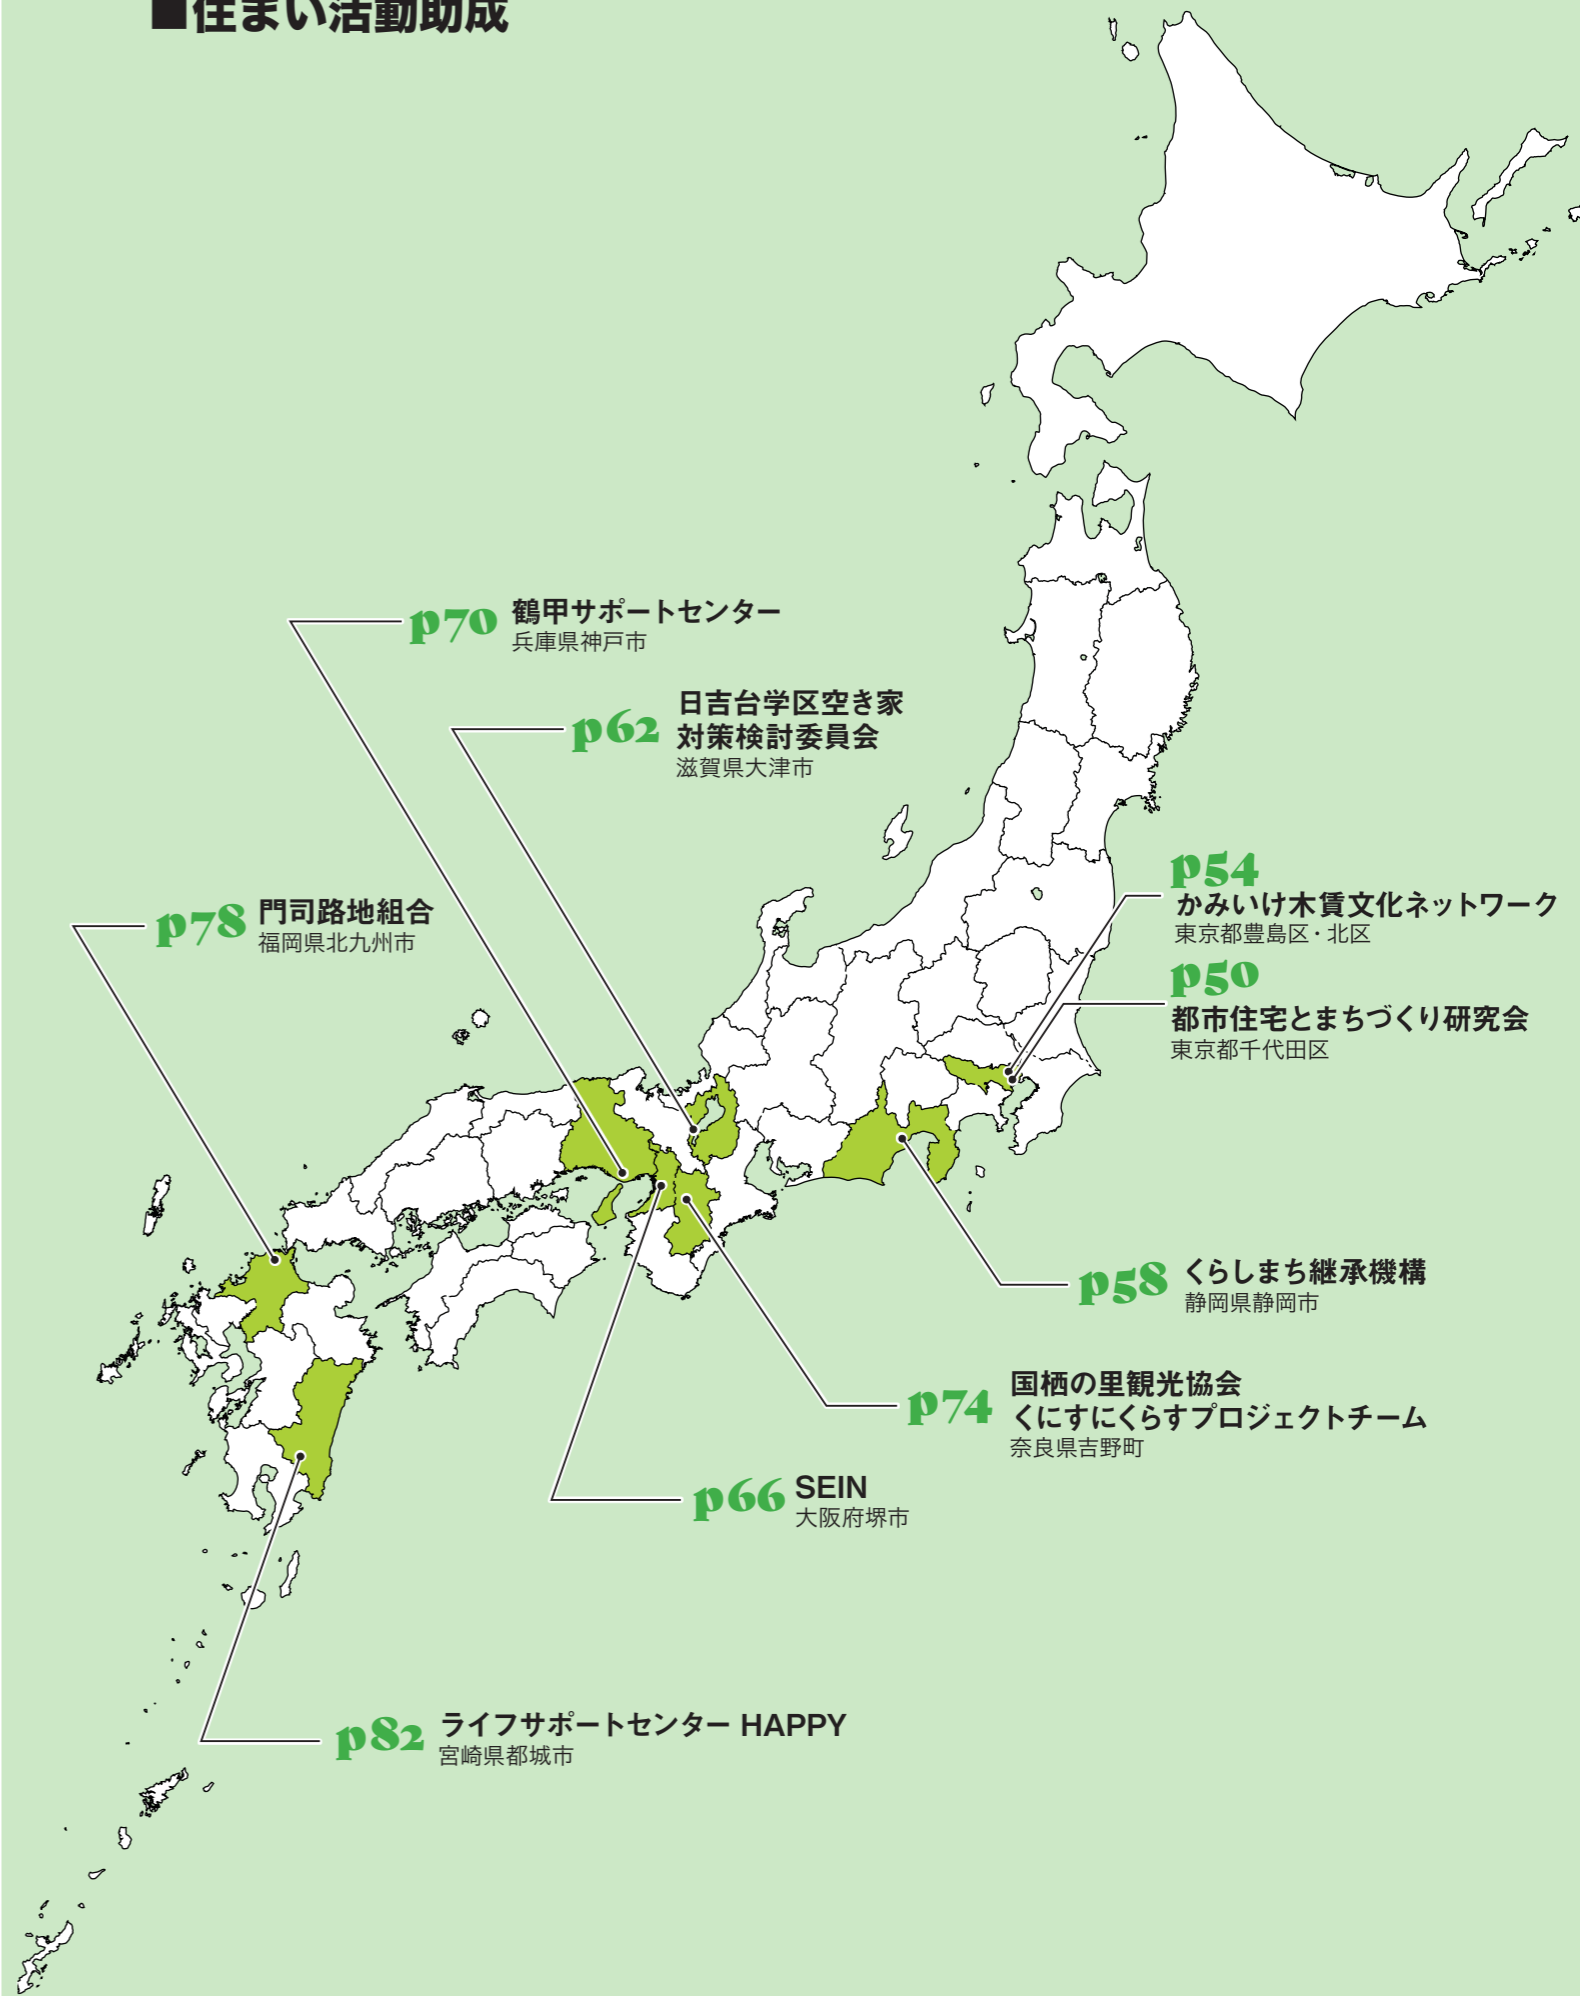 ■住まい活動助成
p70 鶴甲サポートセンター
兵庫県神戸市
p62 日吉台学区空き家
対策検討委員会
滋賀県大津市
p54
かみいけ木賃文化ネットワーク
東京都豊島区・北区
p78 門司路地組合
福岡県北九州市
p50
都市住宅とまちづくり研究会
東京都千代田区
p58 くらしまち継承機構
静岡県静岡市
p74 国栖の里観光協会
くにすにくらすプロジェクトチーム
奈良県吉野町
p66 SEIN
大阪府堺市
p82 ライフサポートセンター HAPPY
宮崎県都城市